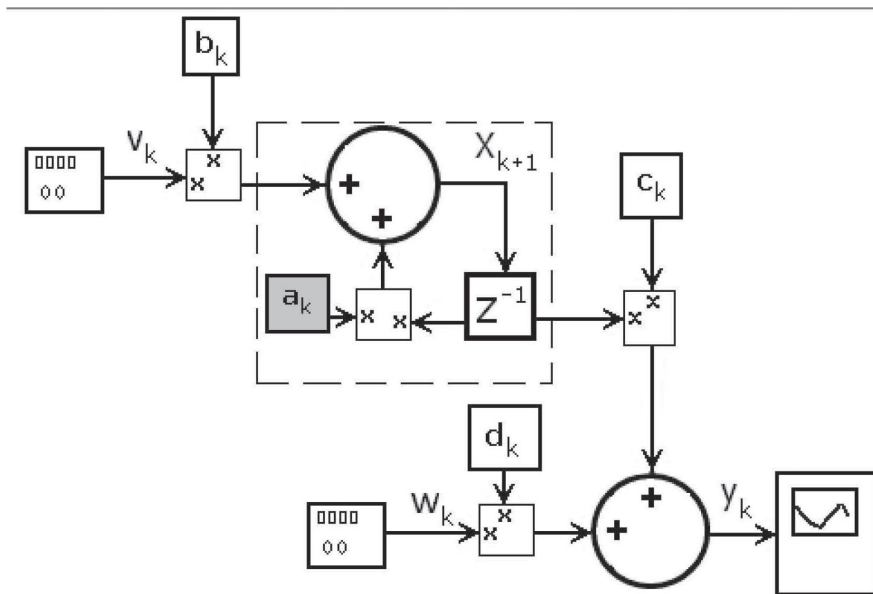 b_k
v_k
x x
+
+
X_{k+1}
c_k
a_k
x x
Z^{-1}
x x
d_k
w_k
x x
+
+
y_k